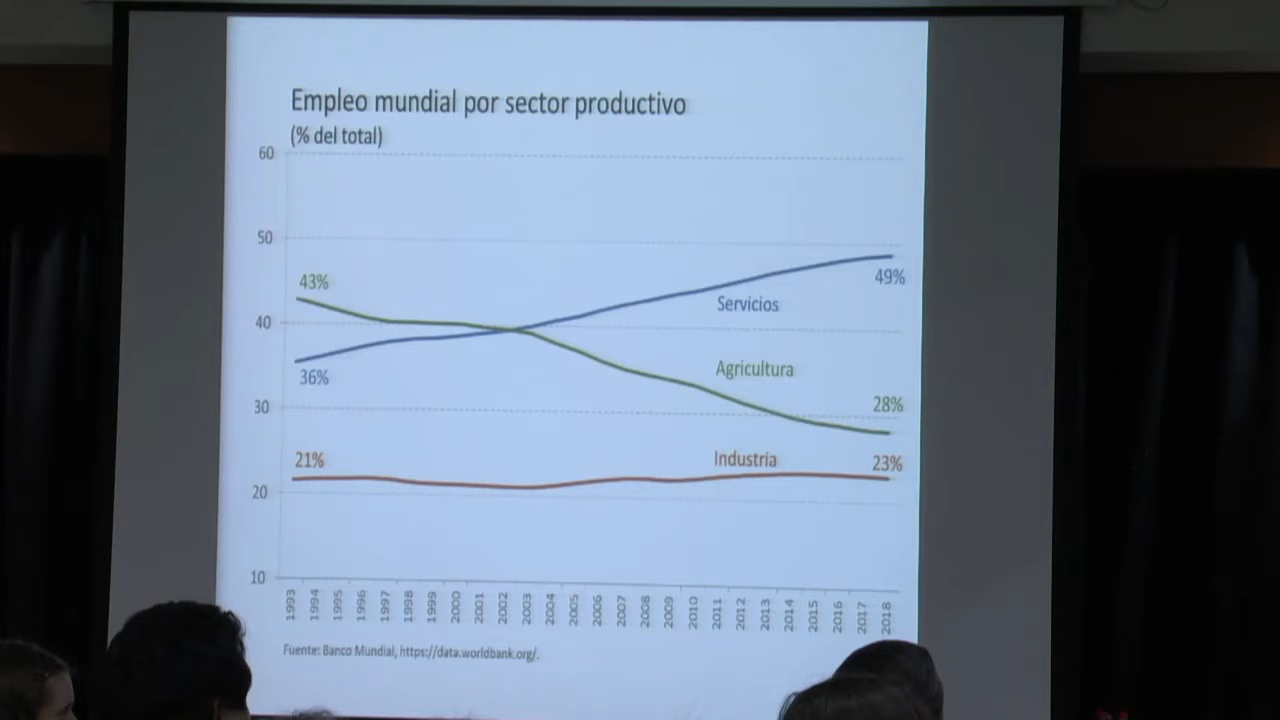 Empleo mundial por sector productivo
(% del total)
60
50
43%
49%
Servicios
40
36%
Agricultura
28%
30
21%
Industria
23%
20
10
1993 1994 1995 1996 1997 1998 1999 2000 2001 2002 2003 2004 2005 2006 2007 2008 2009 2010 2011 2012 2013 2014 2015 2016 2017 2018
Fuente: Banco Mundial, https://data.worldbank.org/.